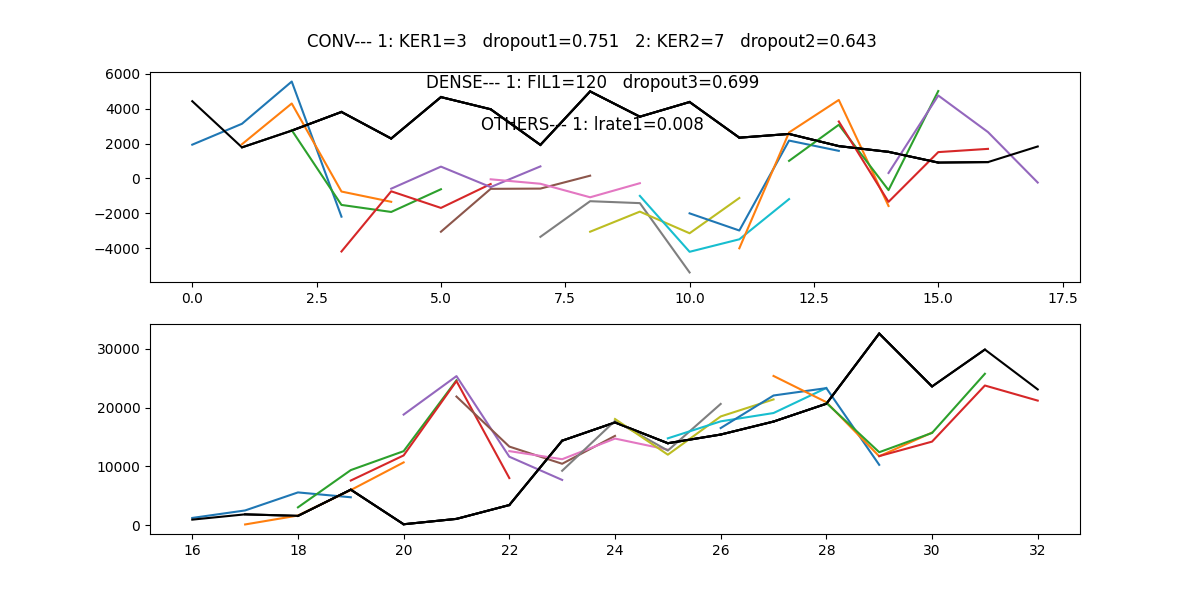 CONV--- 1: KER1=3   dropout1=0.751   2: KER2=7   dropout2=0.643
DENSE--- 1: FIL1=120   dropout3=0.699
OTHERS--- 1: lrate1=0.008
6000
4000
2000
0
−2000
−4000
0.0 2.5 5.0 7.5 10.0 12.5 15.0 17.5
30000
20000
10000
0
16 18 20 22 24 26 28 30 32